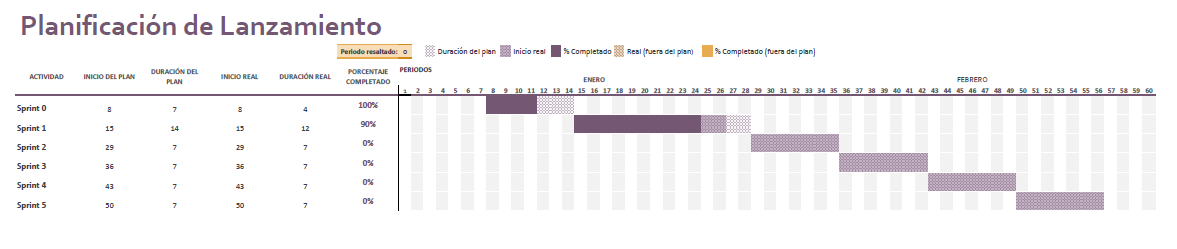 Planificación de Lanzamiento
Periodo resaltado: 0 Duración del plan Inicio real % Completado Real (fuera del plan) % Completado (fuera del plan)
ACTIVIDAD INICIO DEL PLAN DURACIÓN DEL PLAN INICIO REAL DURACIÓN REAL PORCENTAJE COMPLETADO PERIODOS
ENERO FEBRERO
1 2 3 4 5 6 7 8 9 10 11 12 13 14 15 16 17 18 19 20 21 22 23 24 25 26 27 28 29 30 31 32 33 34 35 36 37 38 39 40 41 42 43 44 45 46 47 48 49 50 51 52 53 54 55 56 57 58 59 60
Sprint 0 8 7 8 4 100%
Sprint 1 15 14 15 12 90%
Sprint 2 29 7 29 7 0%
Sprint 3 36 7 36 7 0%
Sprint 4 43 7 43 7 0%
Sprint 5 50 7 50 7 0%